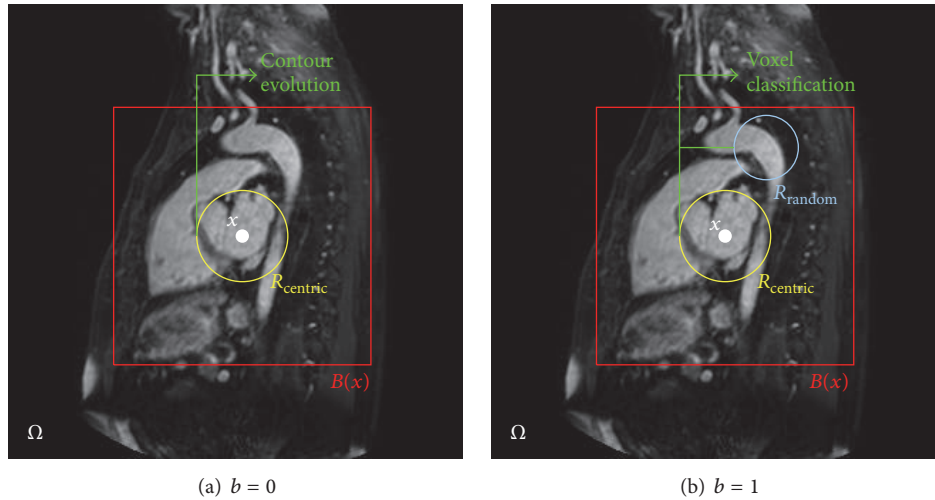 Contour
evolution
x
R_centric
B(x)
Ω
(a) b = 0
Voxel
classification
R_random
x
R_centric
B(x)
Ω
(b) b = 1